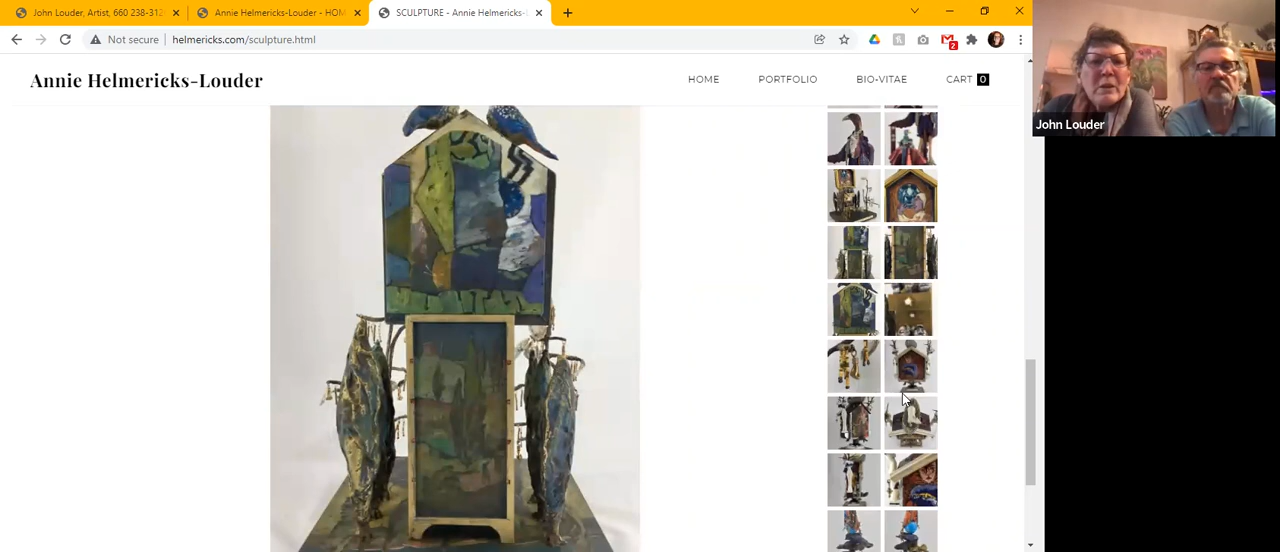 John Louder, Artist, 660 238-312
Annie Helmericks-Louder - HOM
SCULPTURE - Annie Helmericks-L
Not secure | helmericks.com/sculpture.html
2
Annie Helmericks-Louder
HOME PORTFOLIO BIO-VITAE CART 0
John Louder